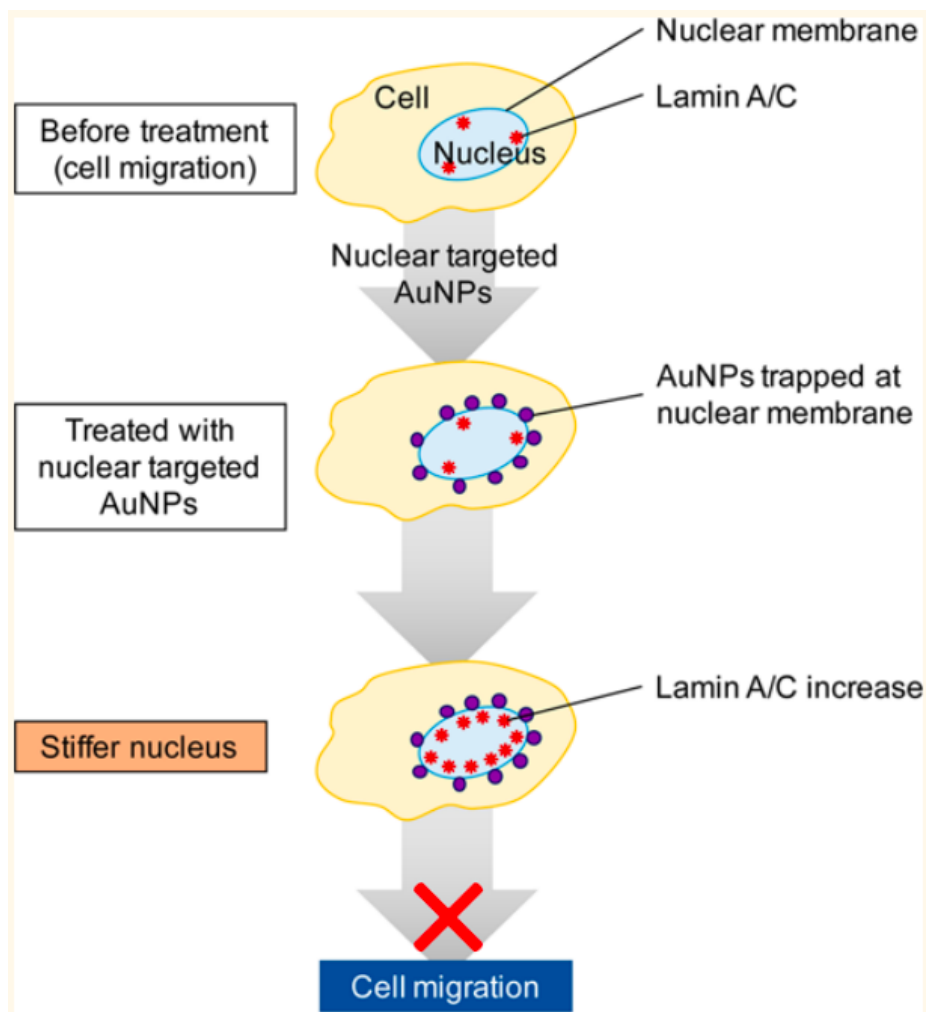 Nuclear membrane
Cell
Lamin A/C
Before treatment
(cell migration)
Nucleus
Nuclear targeted
AuNPs
AuNPs trapped at
nuclear membrane
Treated with
nuclear targeted
AuNPs
Lamin A/C increase
Stiffer nucleus
Cell migration